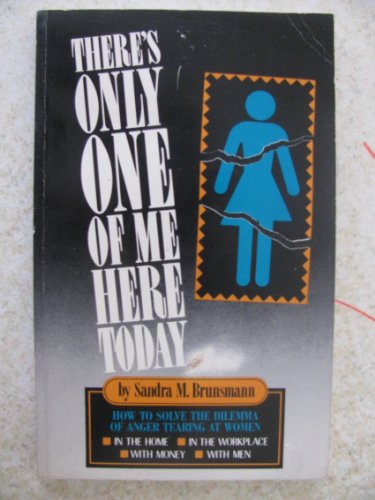 THERE'S
ONLY
ONE
OF ME
HERE
TODAY
by Sandra M. Brunsmann
HOW TO SOLVE THE DILEMMA
OF ANGER TEARING AT WOMEN
■ IN THE HOME ■ IN THE WORKPLACE
■ WITH MONEY ■ WITH MEN